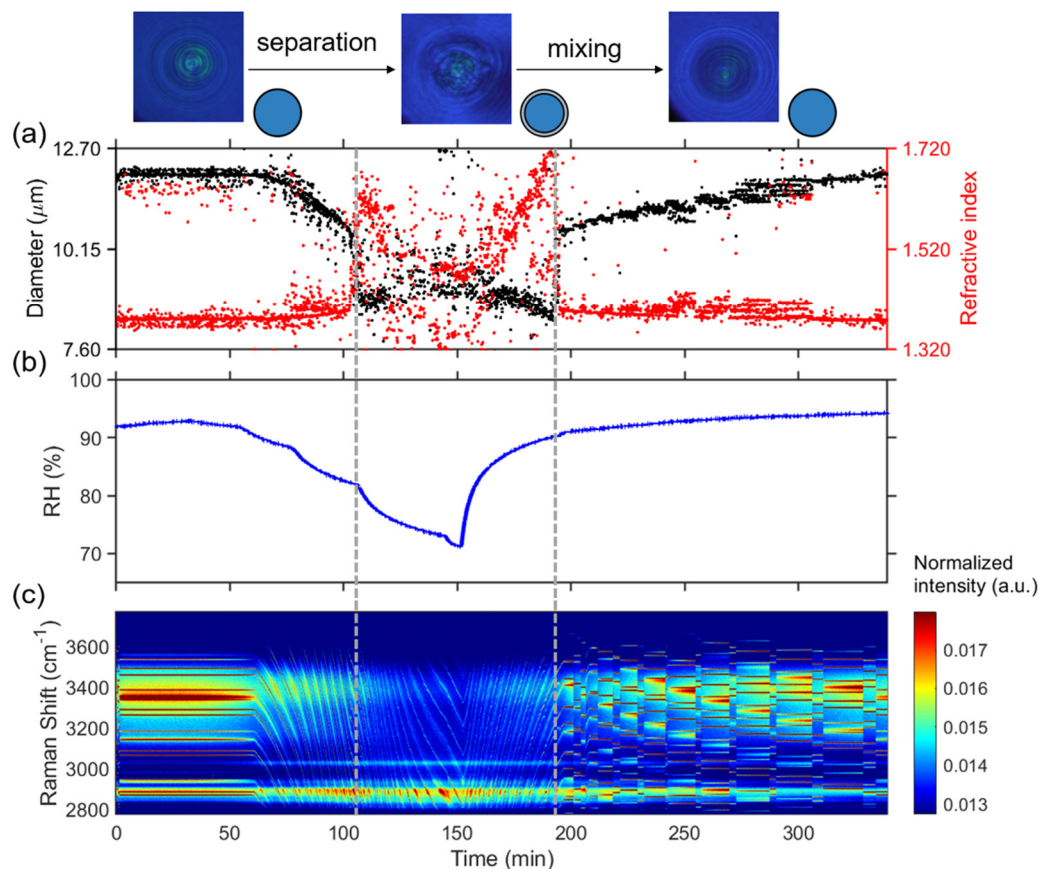 separation
mixing
(a)
12.70
10.15
7.60
Diameter (μm)
1.720
1.520
1.320
Refractive index
(b)
100
90
80
70
RH (%)
(c)
3600
3400
3200
3000
2800
Raman Shift (cm⁻¹)
0
50
100
150
200
250
300
Time (min)
Normalized
intensity (a.u.)
0.017
0.016
0.015
0.014
0.013